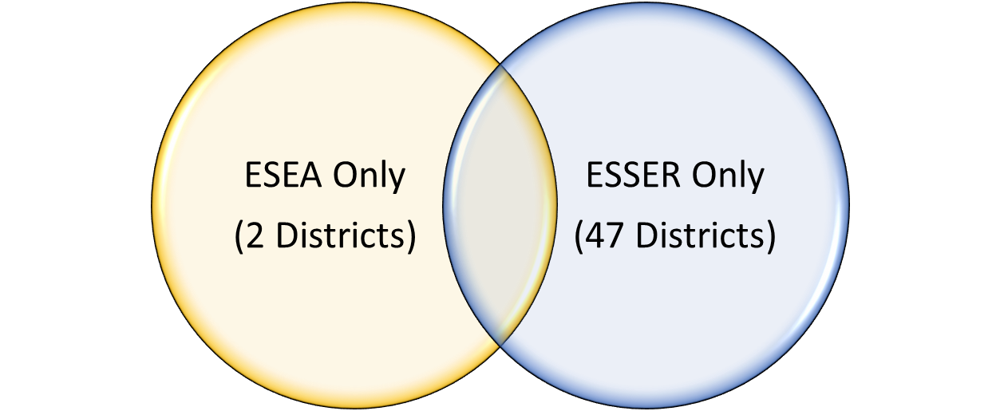 ESEA Only
(2 Districts)
ESSER Only
(47 Districts)